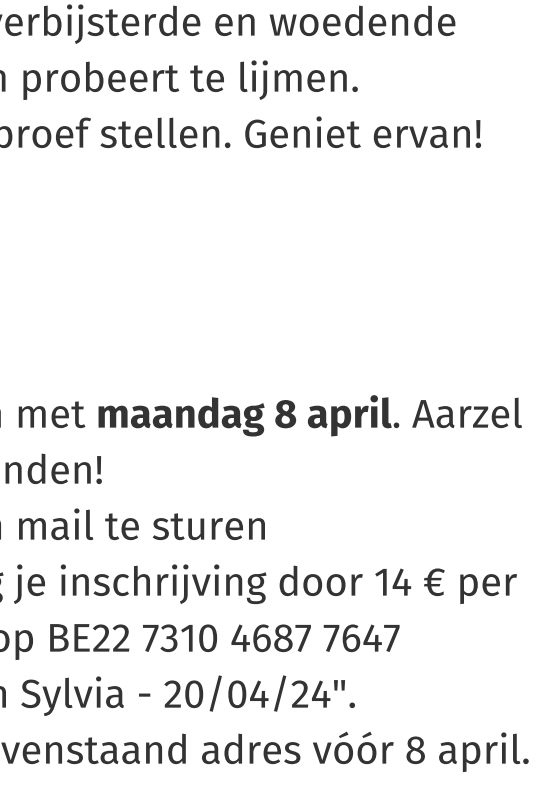 verbijsterde en woedende
probeert te lijmen.
proef stellen. Geniet ervan!
met maandag 8 april. Aarzel
nden!
mail te sturen
je inschrijving door 14 € per
op BE22 7310 4687 7647
Sylvia - 20/04/24".
venstaand adres vóór 8 april.